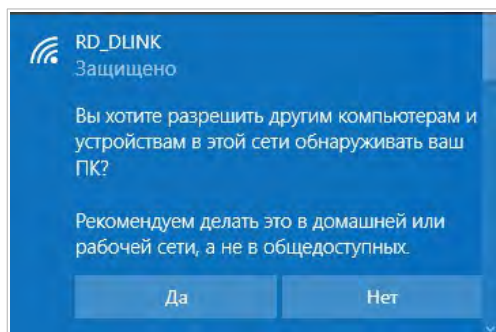 RD_DLINK
Защищено
Вы хотите разрешить другим компьютерам и
устройствам в этой сети обнаруживать ваш
ПК?
Рекомендуем делать это в домашней или
рабочей сети, а не в общедоступных.
Да
Нет